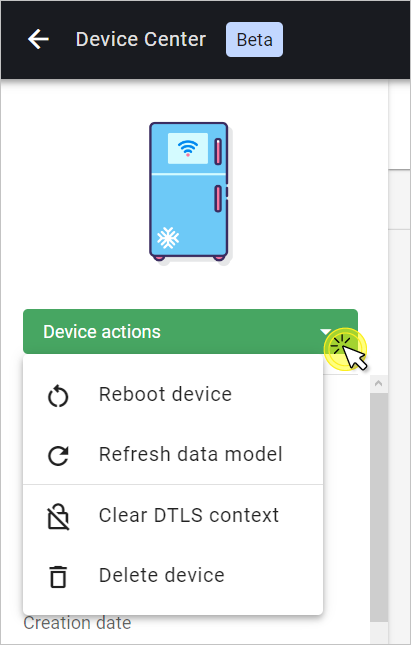 Device Center Beta
Device actions
Reboot device
Refresh data model
Clear DTLS context
Delete device
Creation date